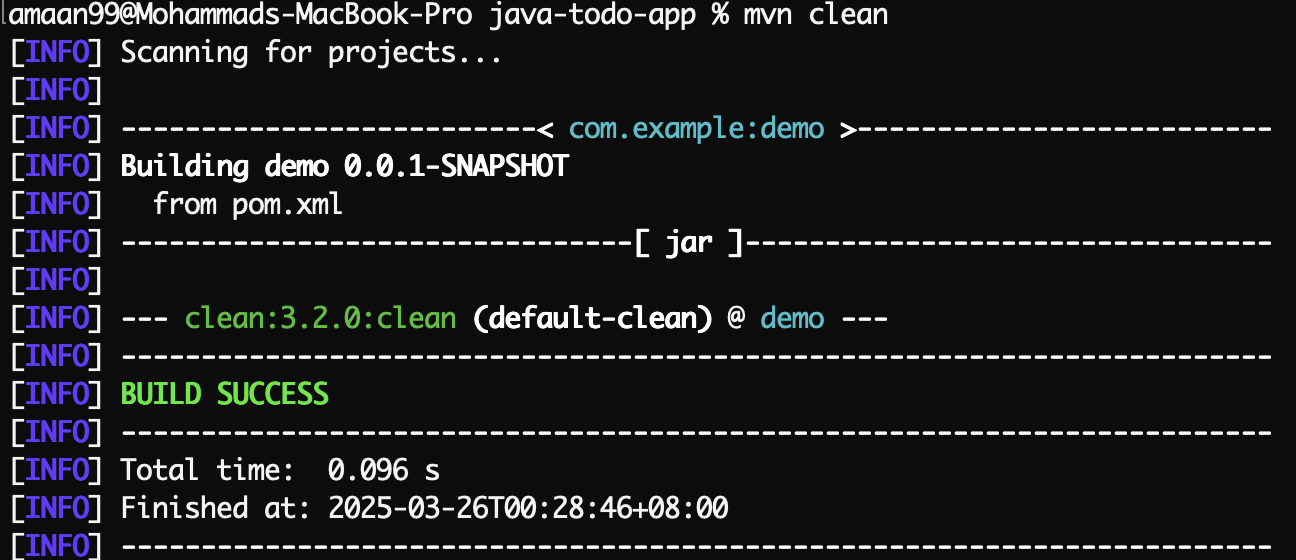 amaan99@Mohammads-MacBook-Pro java-todo-app % mvn clean
[INFO] Scanning for projects...
[INFO]
[INFO] --------------------------< com.example:demo >--------------------------
[INFO] Building demo 0.0.1-SNAPSHOT
[INFO]   from pom.xml
[INFO] --------------------------------[ jar ]---------------------------------
[INFO]
[INFO] --- clean:3.2.0:clean (default-clean) @ demo ---
[INFO] ------------------------------------------------------------------------
[INFO] BUILD SUCCESS
[INFO] ------------------------------------------------------------------------
[INFO] Total time:  0.096 s
[INFO] Finished at: 2025-03-26T00:28:46+08:00
[INFO] ------------------------------------------------------------------------